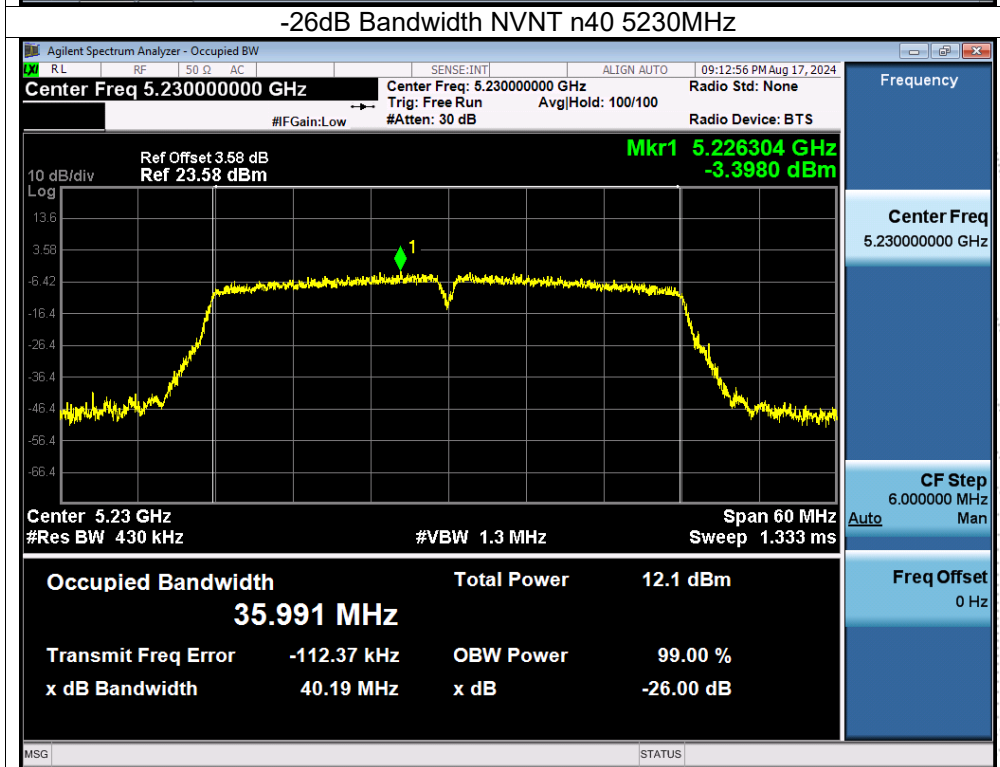 -26dB Bandwidth NVNT n40 5230MHz
Agilent Spectrum Analyzer - Occupied BW
LXI RL RF 50 Ω AC SENSE:INT ALIGN AUTO 09:12:56 PM Aug 17, 2024
Center Freq 5.230000000 GHz
Center Freq: 5.230000000 GHz Radio Std: None
Trig: Free Run Avg|Hold: 100/100
#IFGain:Low #Atten: 30 dB Radio Device: BTS
Mkr1 5.226304 GHz
-3.3980 dBm
Ref Offset 3.58 dB
10 dB/div Ref 23.58 dBm
Log
13.6
3.58
1
-6.42
-16.4
-26.4
-36.4
-46.4
-56.4
-66.4
Center 5.23 GHz Span 60 MHz
#Res BW 430 kHz #VBW 1.3 MHz Sweep 1.333 ms
Occupied Bandwidth Total Power 12.1 dBm
35.991 MHz
Transmit Freq Error -112.37 kHz OBW Power 99.00 %
x dB Bandwidth 40.19 MHz x dB -26.00 dB
MSG STATUS
Frequency
Center Freq
5.230000000 GHz
CF Step
6.000000 MHz
Auto Man
Freq Offset
0 Hz